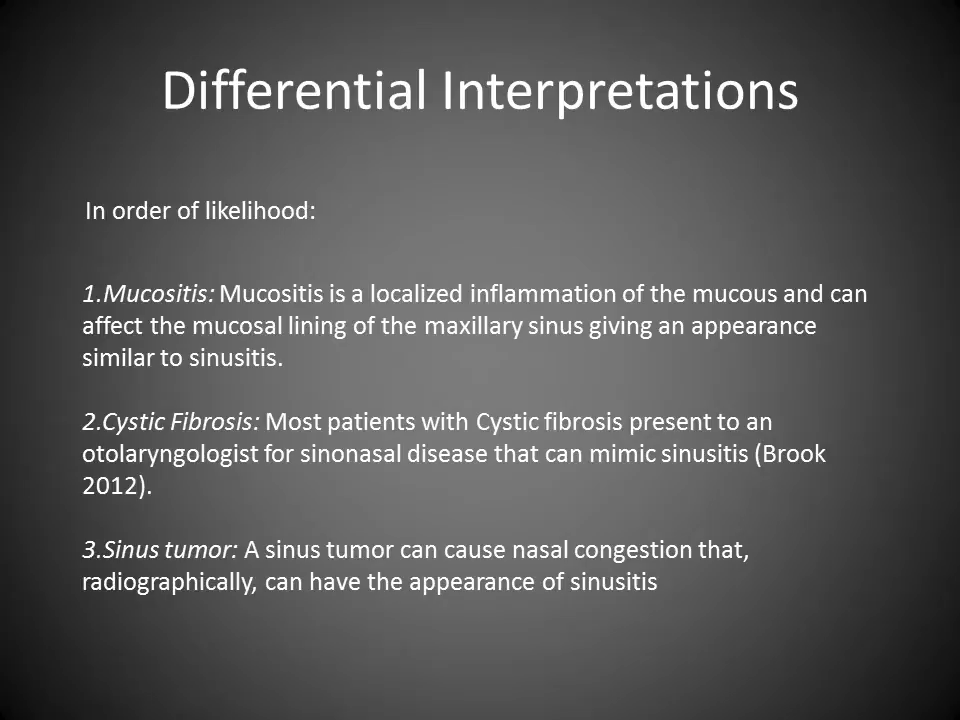 Differential Interpretations
In order of likelihood:
1.Mucositis: Mucositis is a localized inflammation of the mucous and can
affect the mucosal lining of the maxillary sinus giving an appearance
similar to sinusitis.
2.Cystic Fibrosis: Most patients with Cystic fibrosis present to an
otolaryngologist for sinonasal disease that can mimic sinusitis (Brook
2012).
3.Sinus tumor: A sinus tumor can cause nasal congestion that,
radiographically, can have the appearance of sinusitis